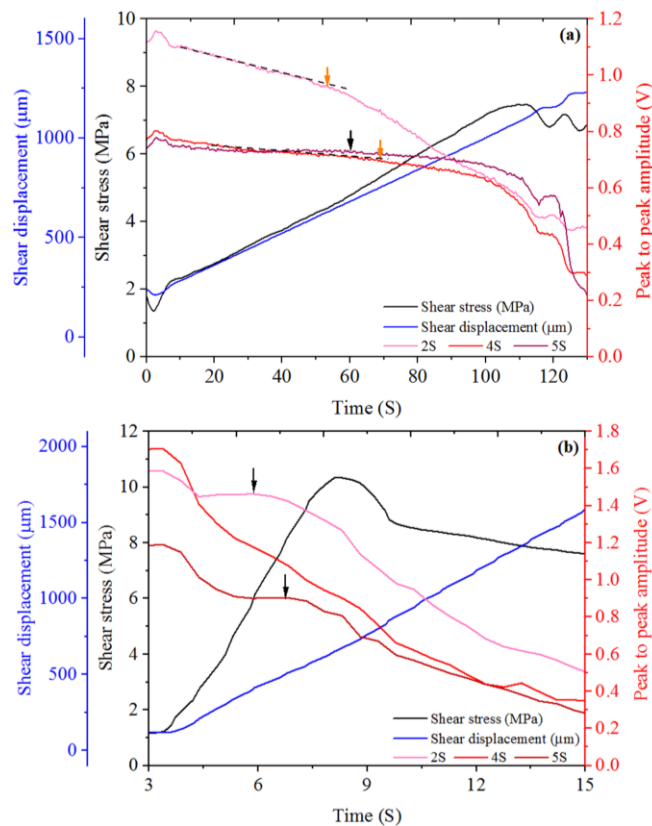 (a)
Shear displacement (µm)
1500
1000
500
0
Shear stress (MPa)
10
8
6
4
2
0
Peak to peak amplitude (V)
1.2
1.0
0.8
0.6
0.4
0.2
0.0
Shear stress (MPa)
Shear displacement (µm)
2S 4S 5S
0 20 40 60 80 100 120
Time (S)
(b)
Shear displacement (µm)
2000
1500
1000
500
0
Shear stress (MPa)
12
10
8
6
4
2
0
Peak to peak amplitude (V)
1.8
1.6
1.4
1.2
1.0
0.8
0.6
0.4
0.2
0.0
Shear stress (MPa)
Shear displacement (µm)
2S 4S 5S
3 6 9 12 15
Time (S)